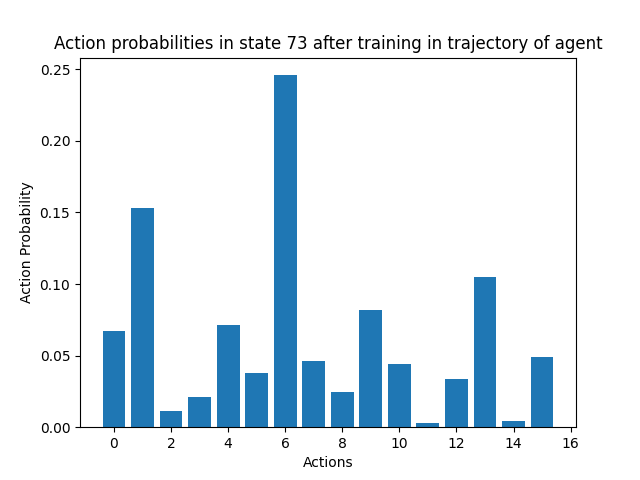 Action probabilities in state 73 after training in trajectory of agent
0.25
0.20
0.15
0.10
0.05
0.00
Action Probability
0 2 4 6 8 10 12 14 16
Actions